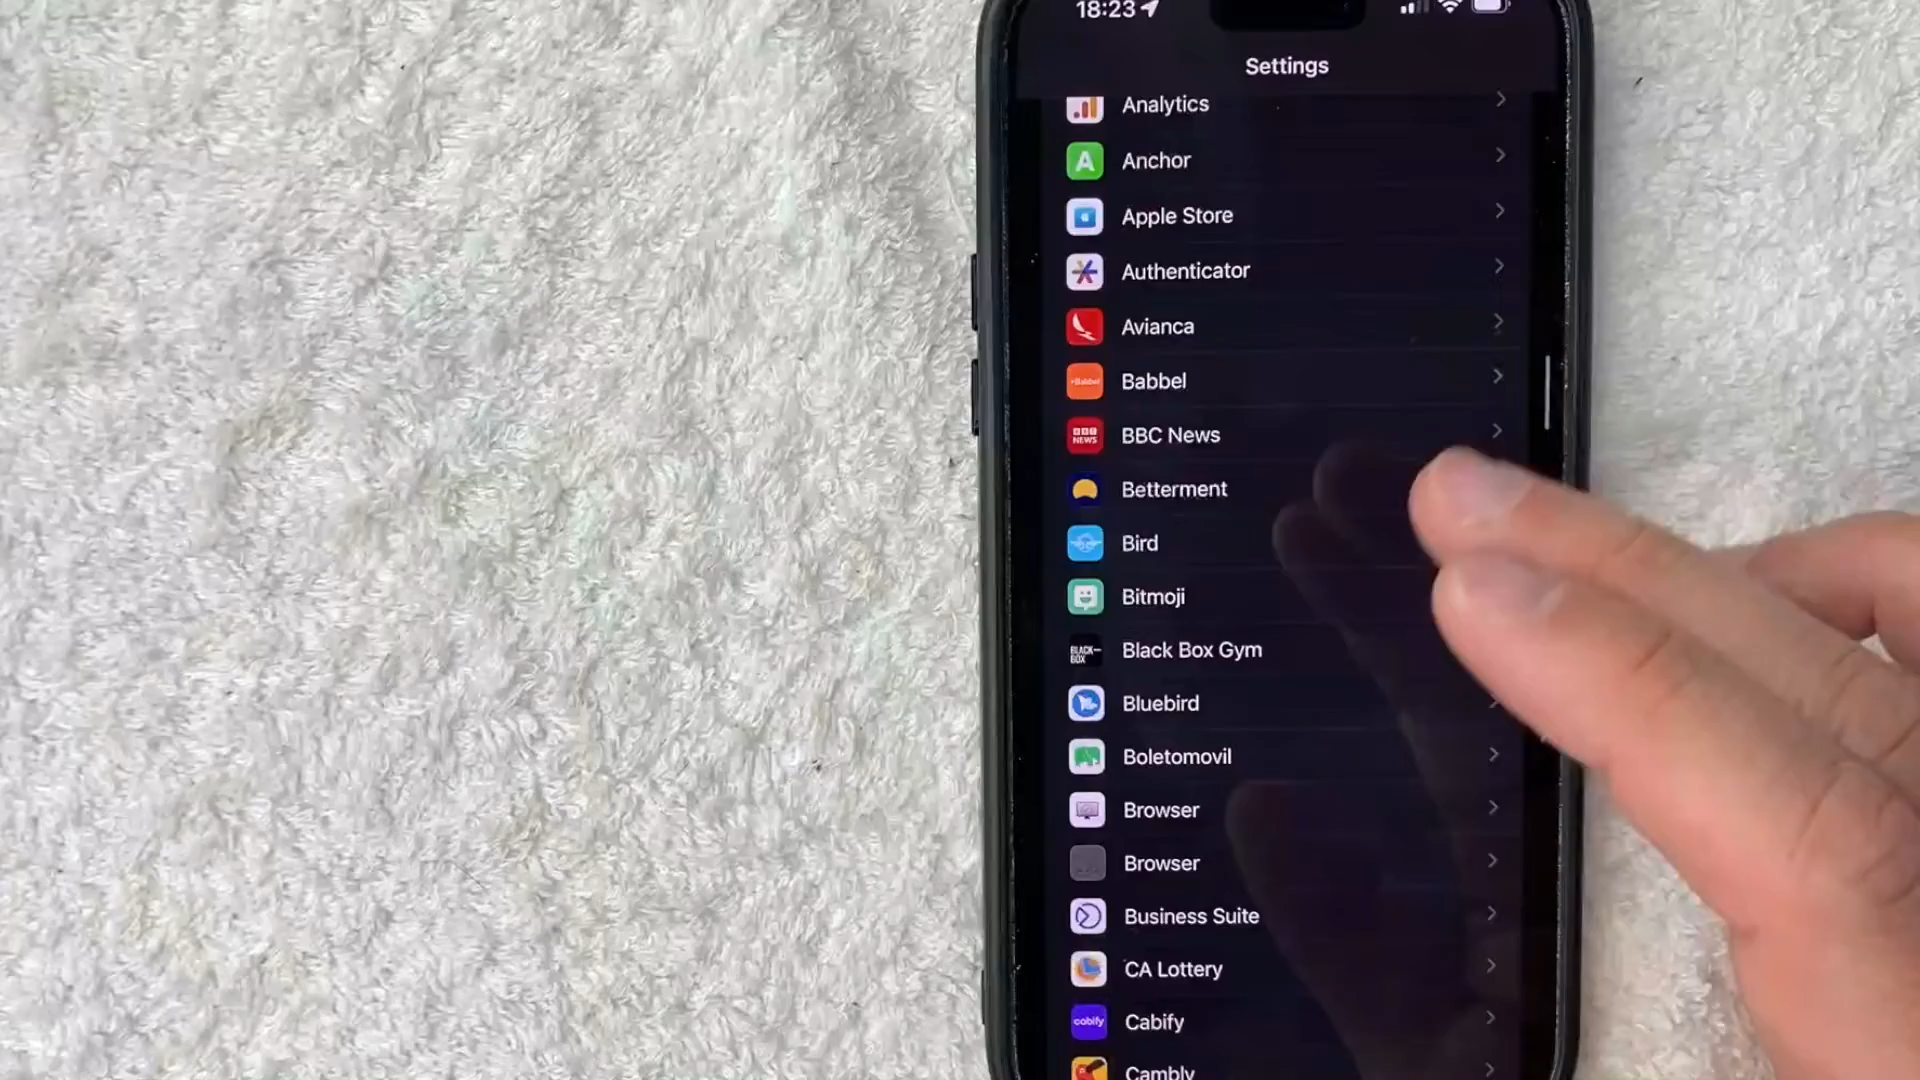 18:23
Settings
Analytics
A Anchor
Apple Store
Authenticator
Avianca
+Babbel Babbel
BBC NEWS BBC News
Betterment
Bird
Bitmoji
BLACK BOX Black Box Gym
Bluebird
Boletomovil
Browser
Browser
Business Suite
CA Lottery
cabify Cabify
Cambly